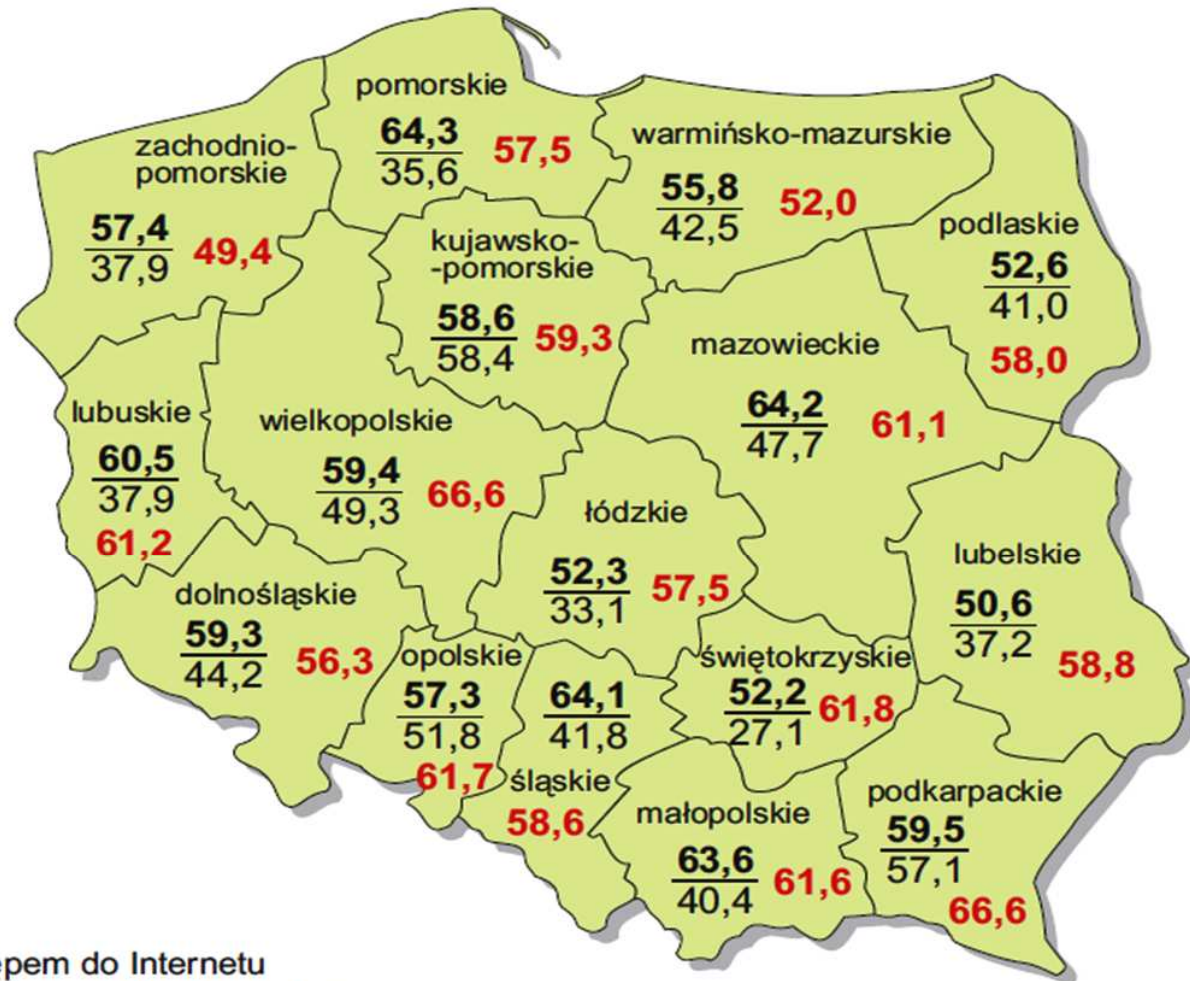 pomorskie
64,3 57,5
35,6
zachodnio-
pomorskie
57,4
37,9 49,4
warmińsko-mazurskie
55,8 52,0
42,5
podlaskie
52,6
41,0
58,0
kujawsko-
-pomorskie
58,6 59,3
58,4
mazowieckie
64,2 61,1
47,7
lubuskie
60,5
37,9
61,2
wielkopolskie
59,4 66,6
49,3
łódzkie
52,3 57,5
33,1
lubelskie
50,6
37,2 58,8
dolnośląskie
59,3 56,3
44,2
opolskie
57,3
51,8
61,7
64,1
41,8
śląskie
58,6
świętokrzyskie
52,2 61,8
27,1
małopolskie
63,6 61,6
40,4
podkarpackie
59,5
57,1
66,6
ępem do Internetu